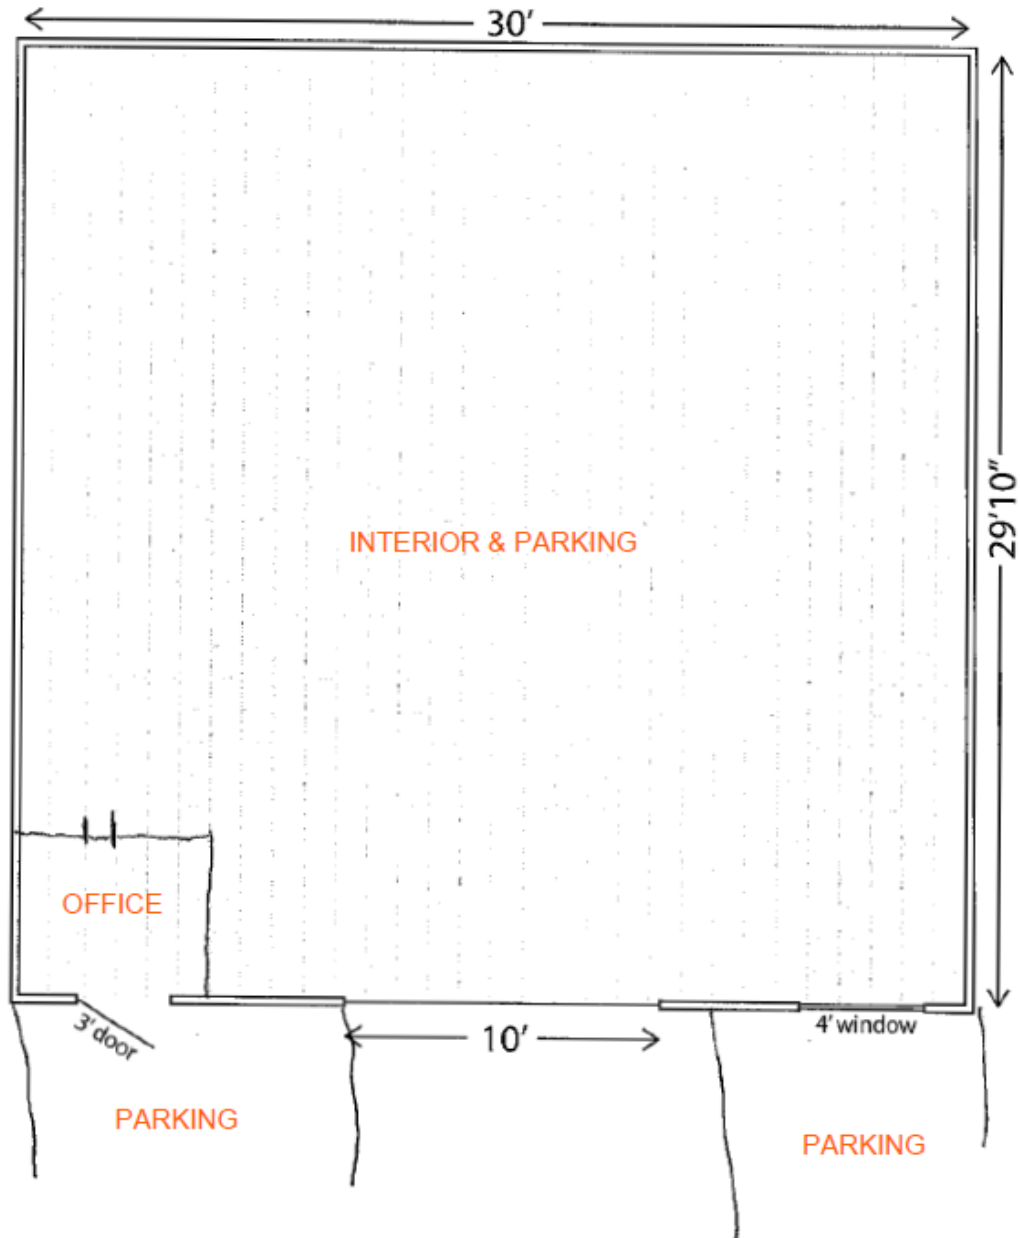 30'
29'10"
INTERIOR & PARKING
OFFICE
3' door
10'
4' window
PARKING
PARKING